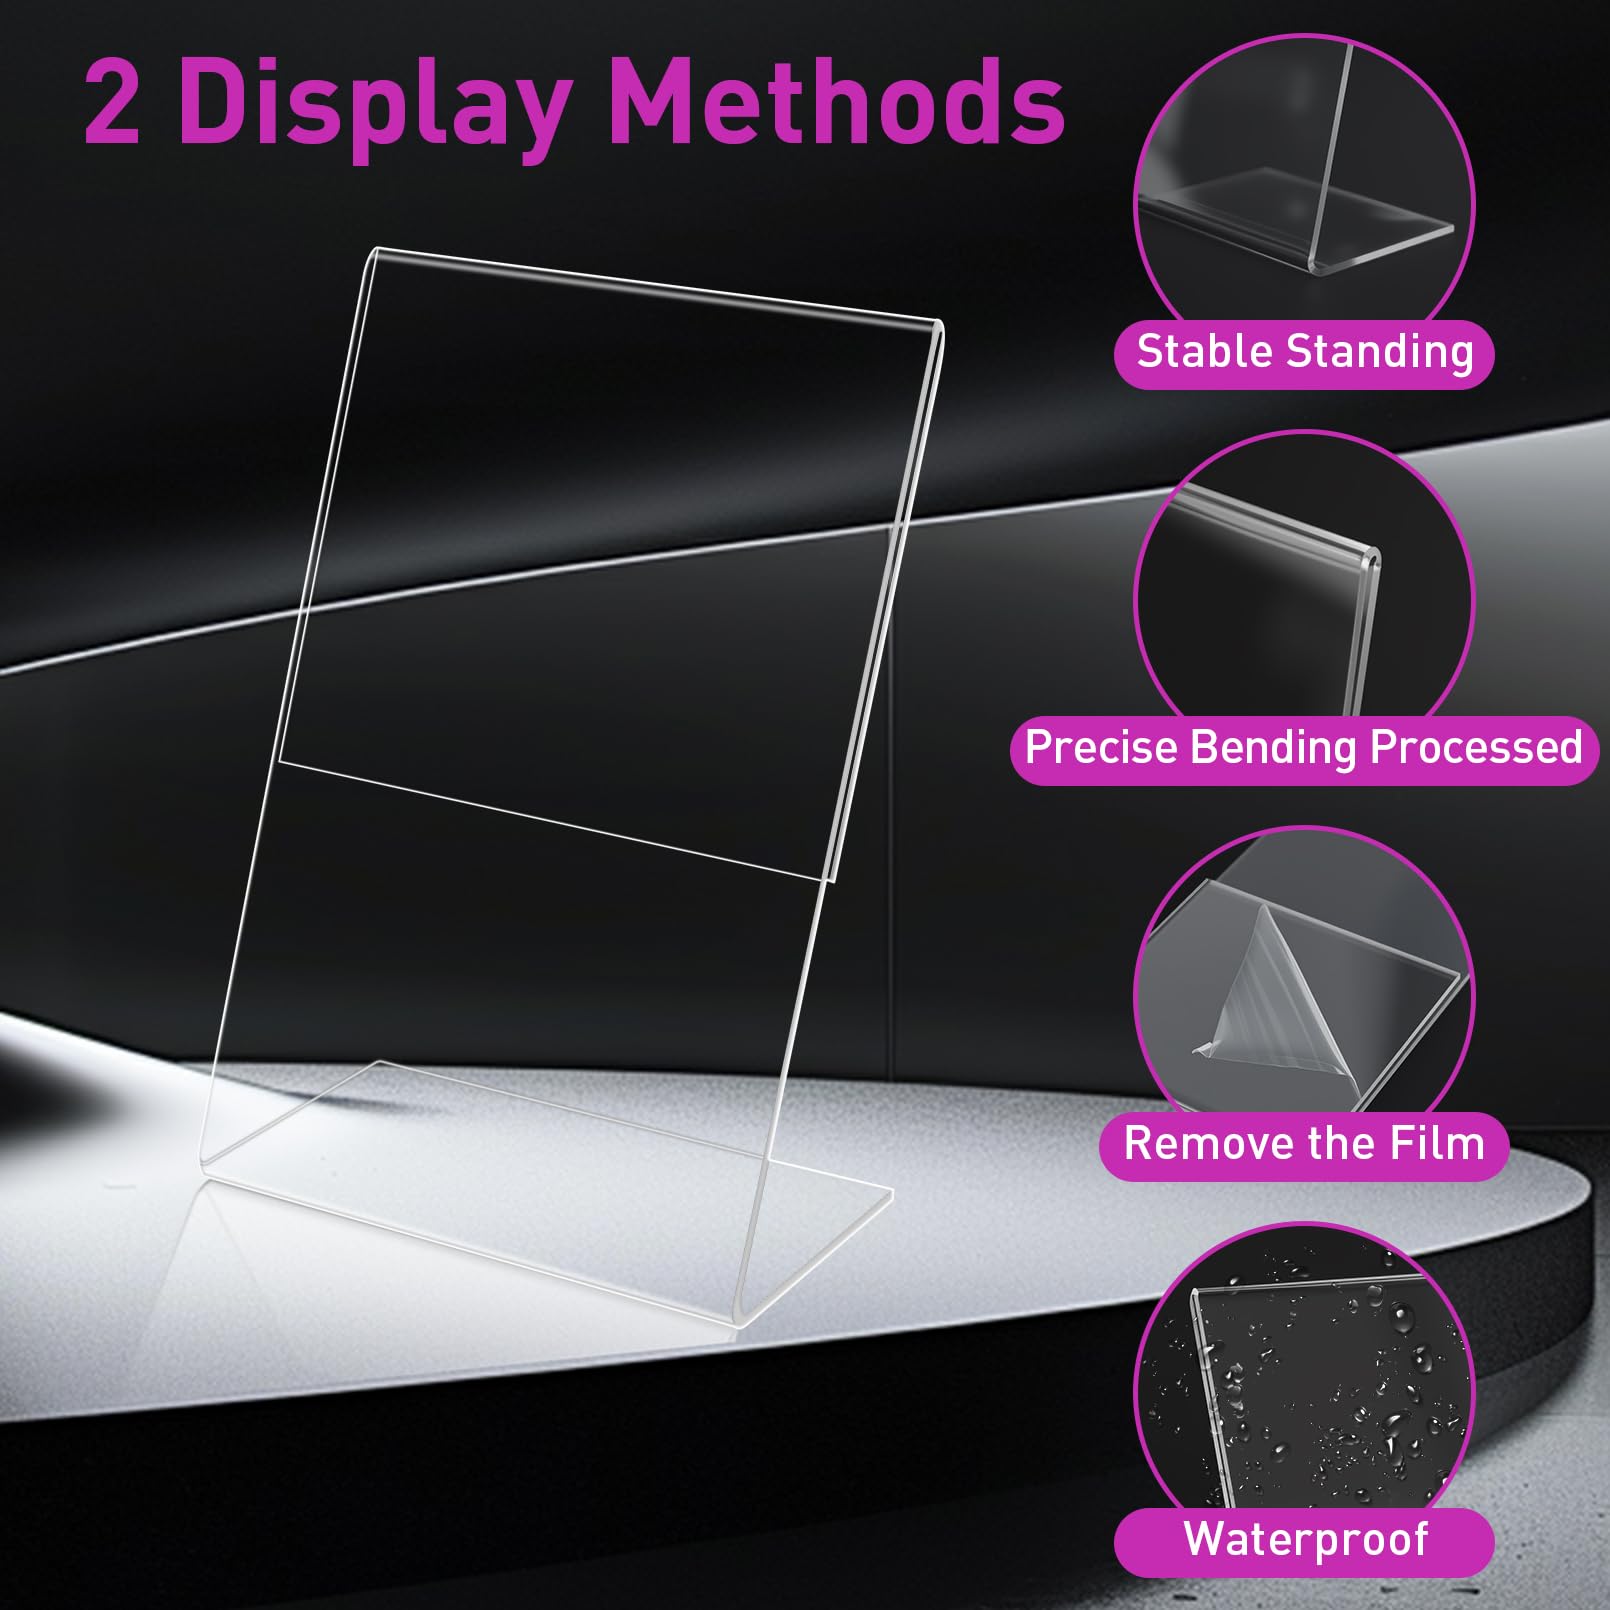 2 Display Methods
Stable Standing
Precise Bending Processed
Remove the Film
Waterproof